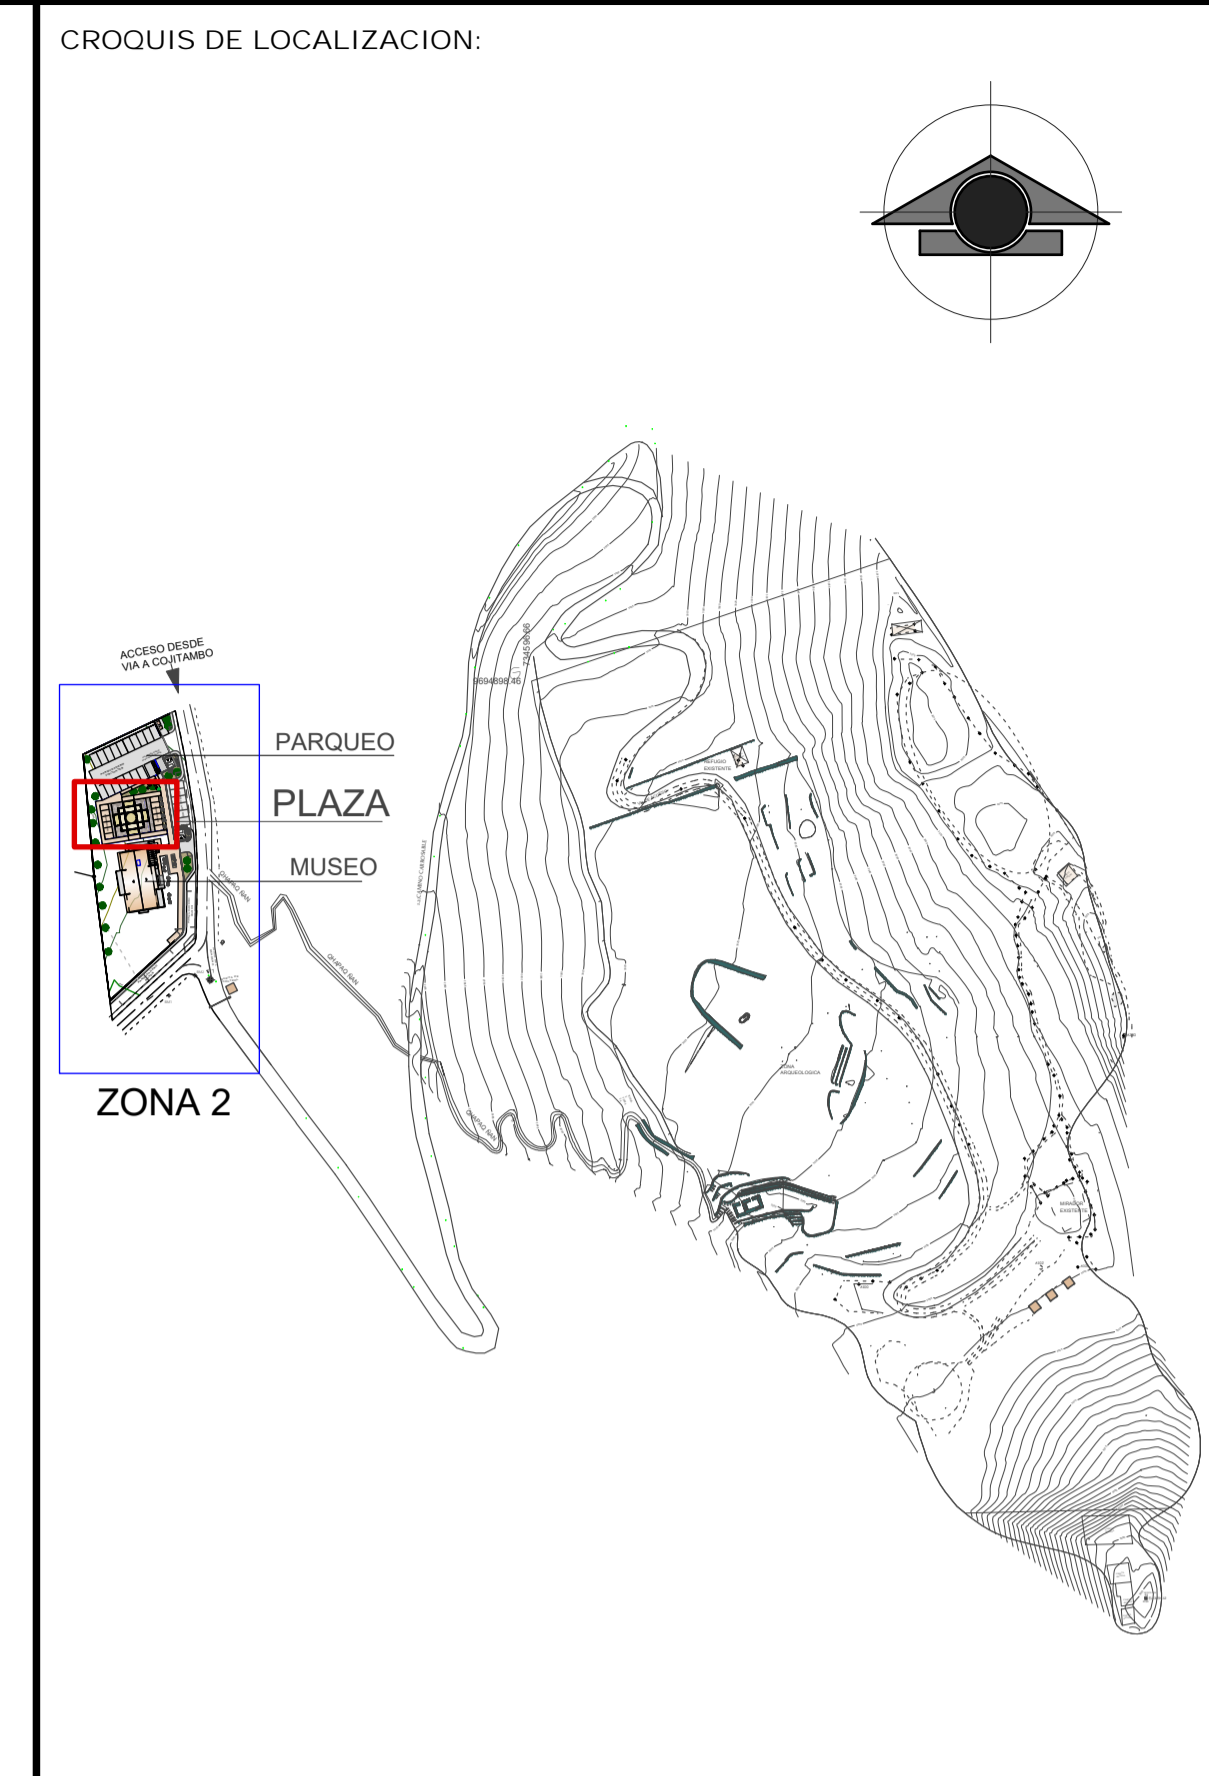 CROQUIS DE LOCALIZACION:
ACCESO DESDE
VIA A COJITAMBO
734596.66
9694898.46
PARQUEO
PLAZA
MUSEO
REFUGIO
EXISTENTE
QHAPAQ ÑAN
QHAPAQ ÑAN
ZONA
ARQUEOLOGICA
ZONA 2
QHAPAQ ÑAN
MIRADOR
EXISTENTE